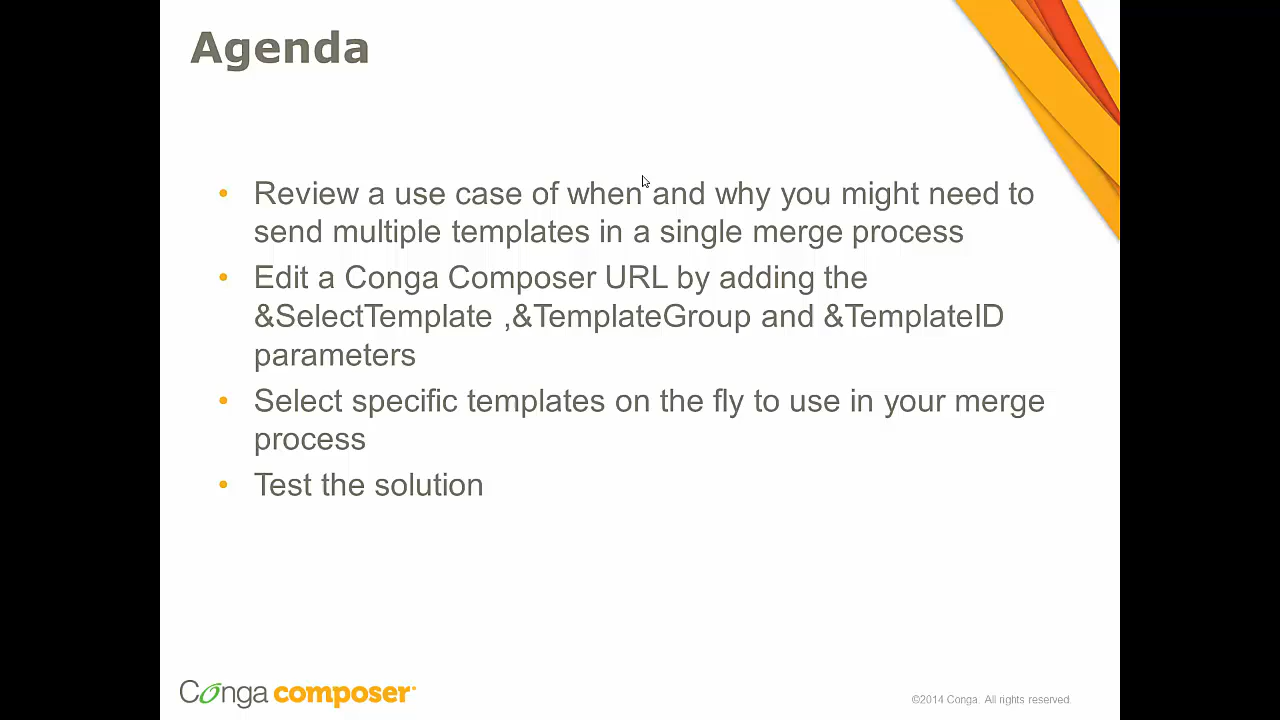 Agenda
• Review a use case of when and why you might need to
send multiple templates in a single merge process
• Edit a Conga Composer URL by adding the
&SelectTemplate ,&TemplateGroup and &TemplateID
parameters
• Select specific templates on the fly to use in your merge
process
• Test the solution
Conga composer
©2014 Conga. All rights reserved